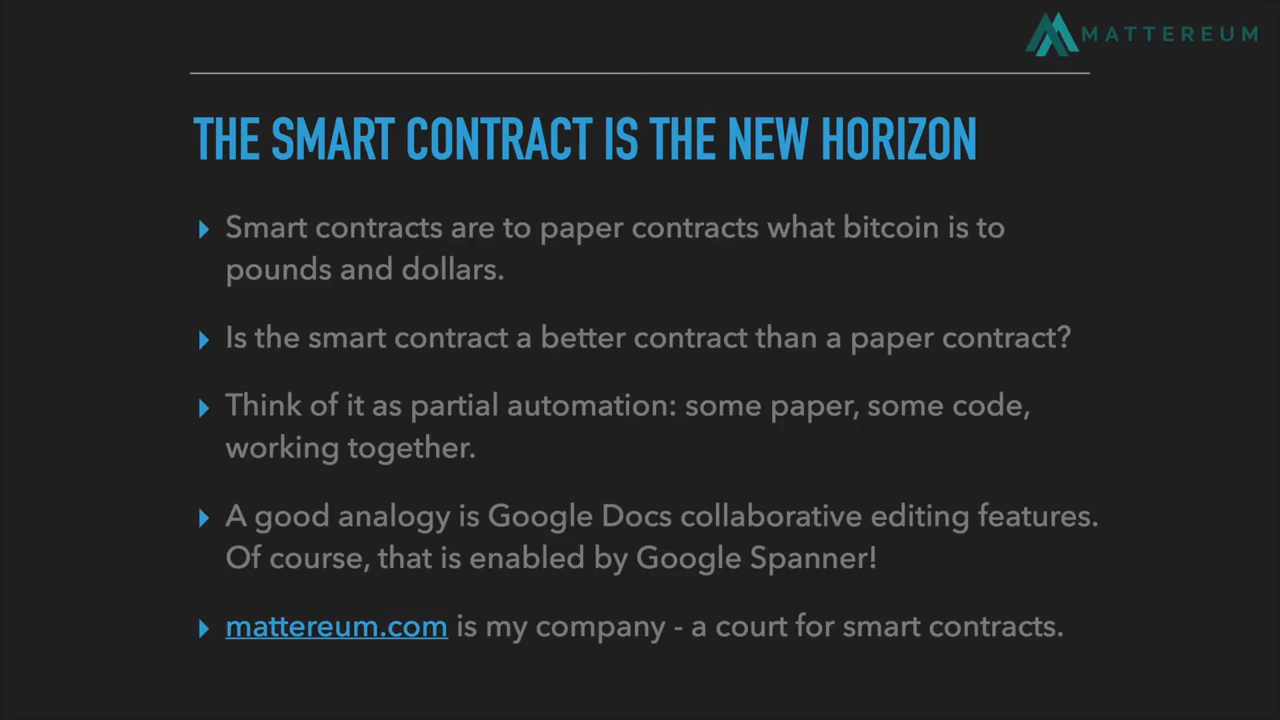 MATTEREUM
THE SMART CONTRACT IS THE NEW HORIZON
Smart contracts are to paper contracts what bitcoin is to
pounds and dollars.
Is the smart contract a better contract than a paper contract?
Think of it as partial automation: some paper, some code,
working together.
A good analogy is Google Docs collaborative editing features.
Of course, that is enabled by Google Spanner!
mattereum.com is my company - a court for smart contracts.